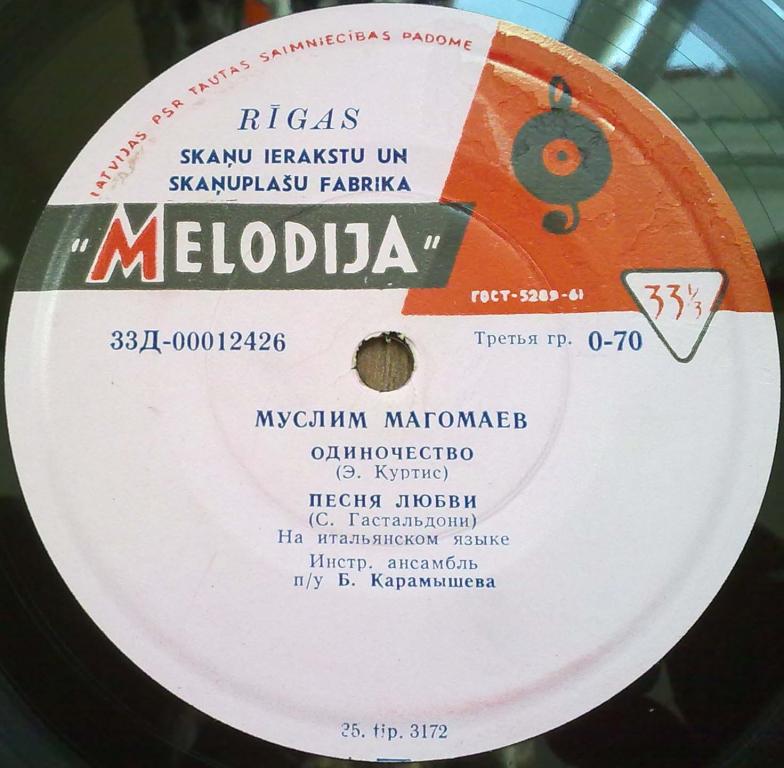 LATVIJAS PSR TAUTAS SAIMNIECĪBAS PADOME
RĪGAS
SKAŅU IERAKSTU UN
SKAŅUPLAŠU FABRIKA
"MELODIJA"
ГОСТ-5289-61
33⅓
33Д-00012426
Третья гр. 0-70
МУСЛИМ МАГОМАЕВ
ОДИНОЧЕСТВО
(Э. Куртис)
ПЕСНЯ ЛЮБВИ
(С. Гастальдони)
На итальянском языке
Инстр. ансамбль
п/у Б. Карамышева
25. tip. 3172